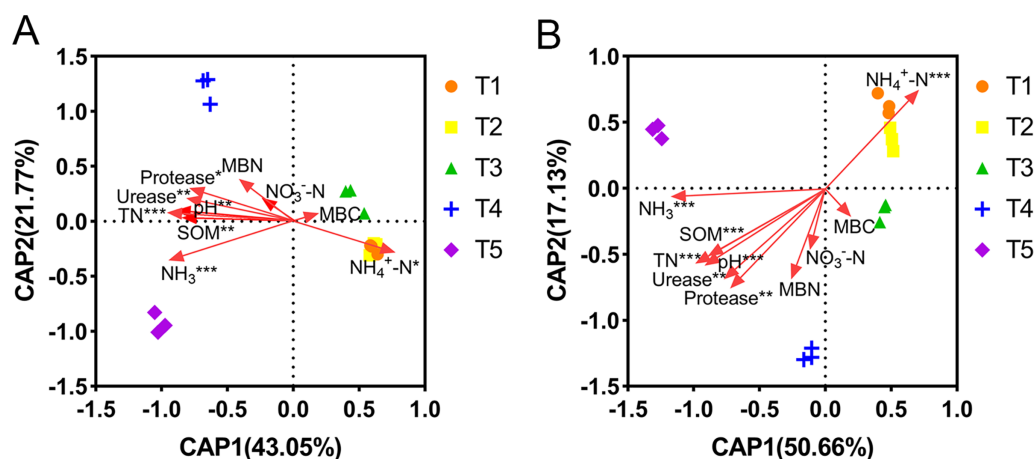 A
CAP2(21.77%)
1.5
1.0
0.5
0.0
-0.5
-1.0
-1.5
Protease*
MBN
Urease**
NO3--N
TN***
pH**
MBC
SOM**
NH3***
NH4+-N*
-1.5 -1.0 -0.5 0.0 0.5 1.0
CAP1(43.05%)
T1
T2
T3
T4
T5
B
CAP2(17.13%)
1.0
0.5
0.0
-0.5
-1.0
-1.5
NH4+-N***
NH3***
SOM***
MBC
TN***
pH***
NO3--N
Urease**
MBN
Protease**
-1.5 -1.0 -0.5 0.0 0.5 1.0
CAP1(50.66%)
T1
T2
T3
T4
T5